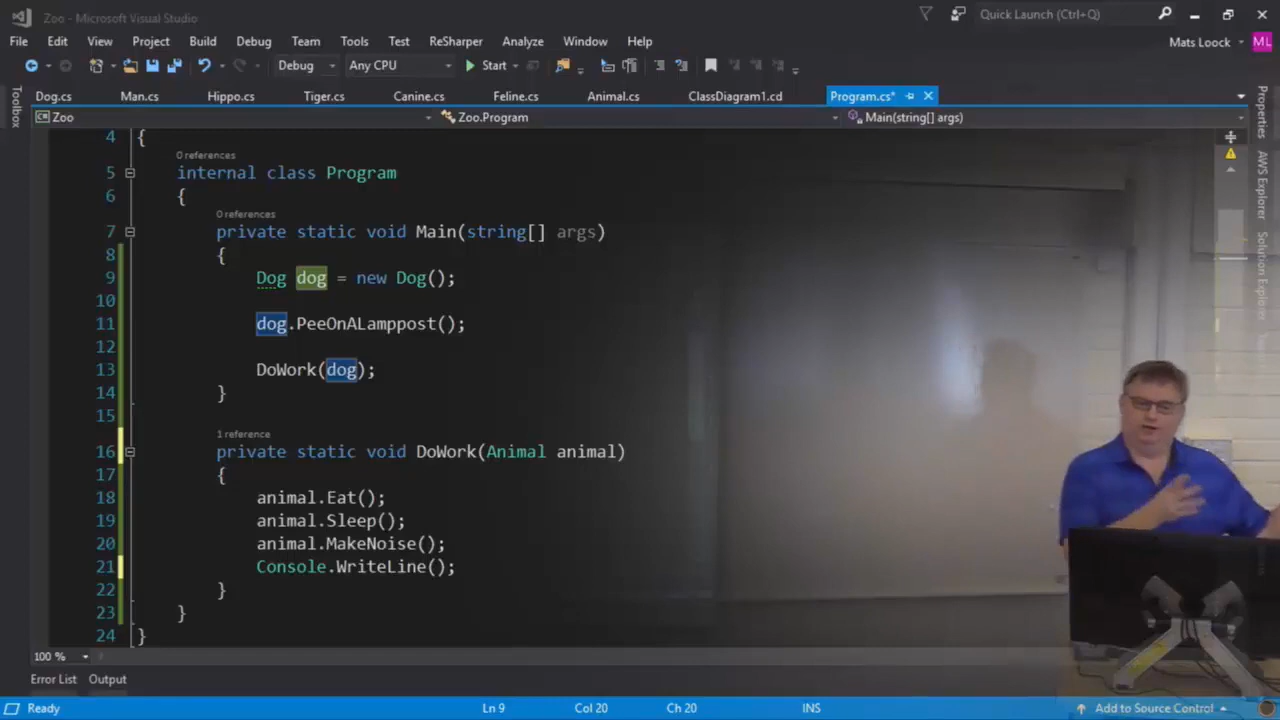 Zoo - Microsoft Visual Studio
Quick Launch (Ctrl+Q)
File Edit View Project Build Debug Team Tools Test ReSharper Analyze Window Help
Mats Loock ML
Debug Any CPU Start
Toolbox
Dog.cs Man.cs Hippo.cs Tiger.cs Canine.cs Feline.cs Animal.cs ClassDiagram1.cd Program.cs*
Zoo Zoo.Program Main(string[] args)
4 {
0 references
5 internal class Program
6 {
0 references
7 private static void Main(string[] args)
8 {
9 Dog dog = new Dog();
10
11 dog.PeeOnALamppost();
12
13 DoWork(dog);
14 }
15
1 reference
16 private static void DoWork(Animal animal)
17 {
18 animal.Eat();
19 animal.Sleep();
20 animal.MakeNoise();
21 Console.WriteLine();
22 }
23 }
24 }
Properties
AWS Explorer
Solution Explorer
100 %
Error List Output
Ready Ln 9 Col 20 Ch 20 INS Add to Source Control